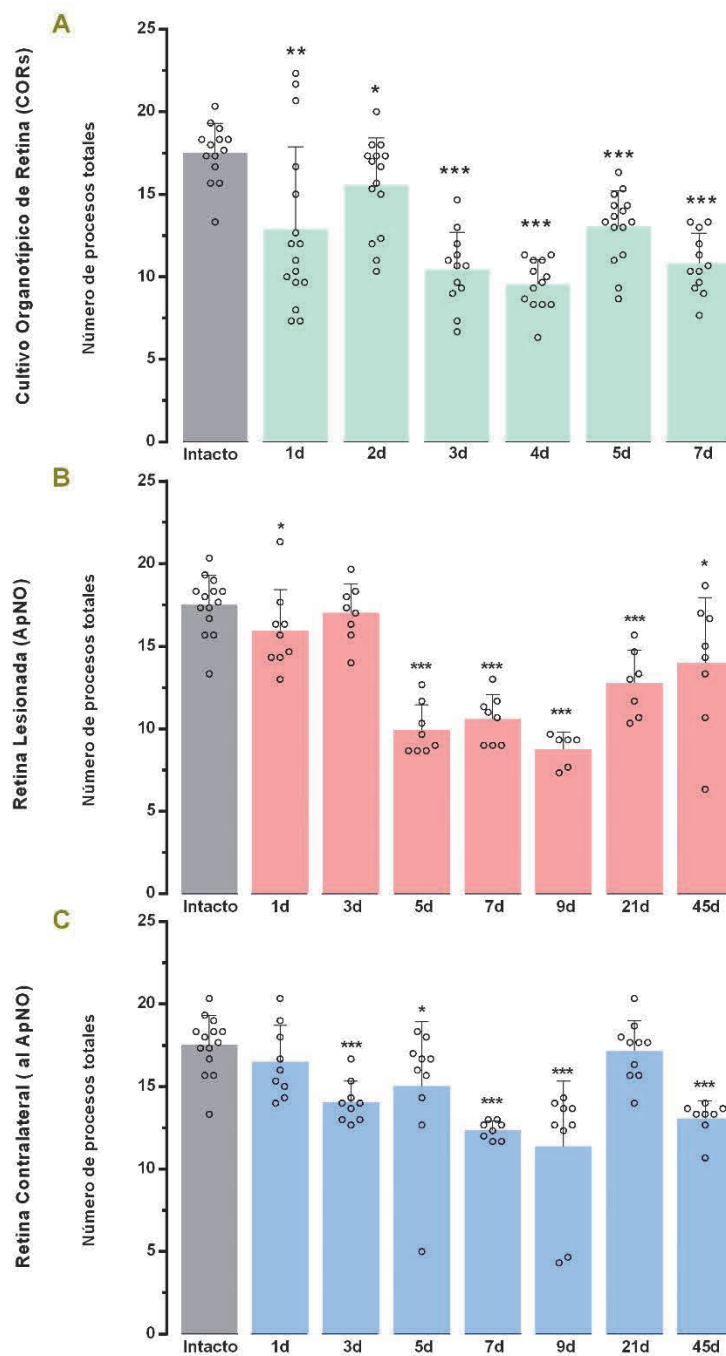 A
Cultivo Organotípico de Retina (CORs)
Número de procesos totales
25
20
15
10
5
0
**
*
***
***
***
***
Intacto 1d 2d 3d 4d 5d 7d
B
Retina Lesionada (ApNO)
Número de procesos totales
25
20
15
10
5
0
*
***
***
***
***
*
Intacto 1d 3d 5d 7d 9d 21d 45d
C
Retina Contralateral ( al ApNO)
Número de procesos totales
25
20
15
10
5
0
***
*
***
***
***
Intacto 1d 3d 5d 7d 9d 21d 45d